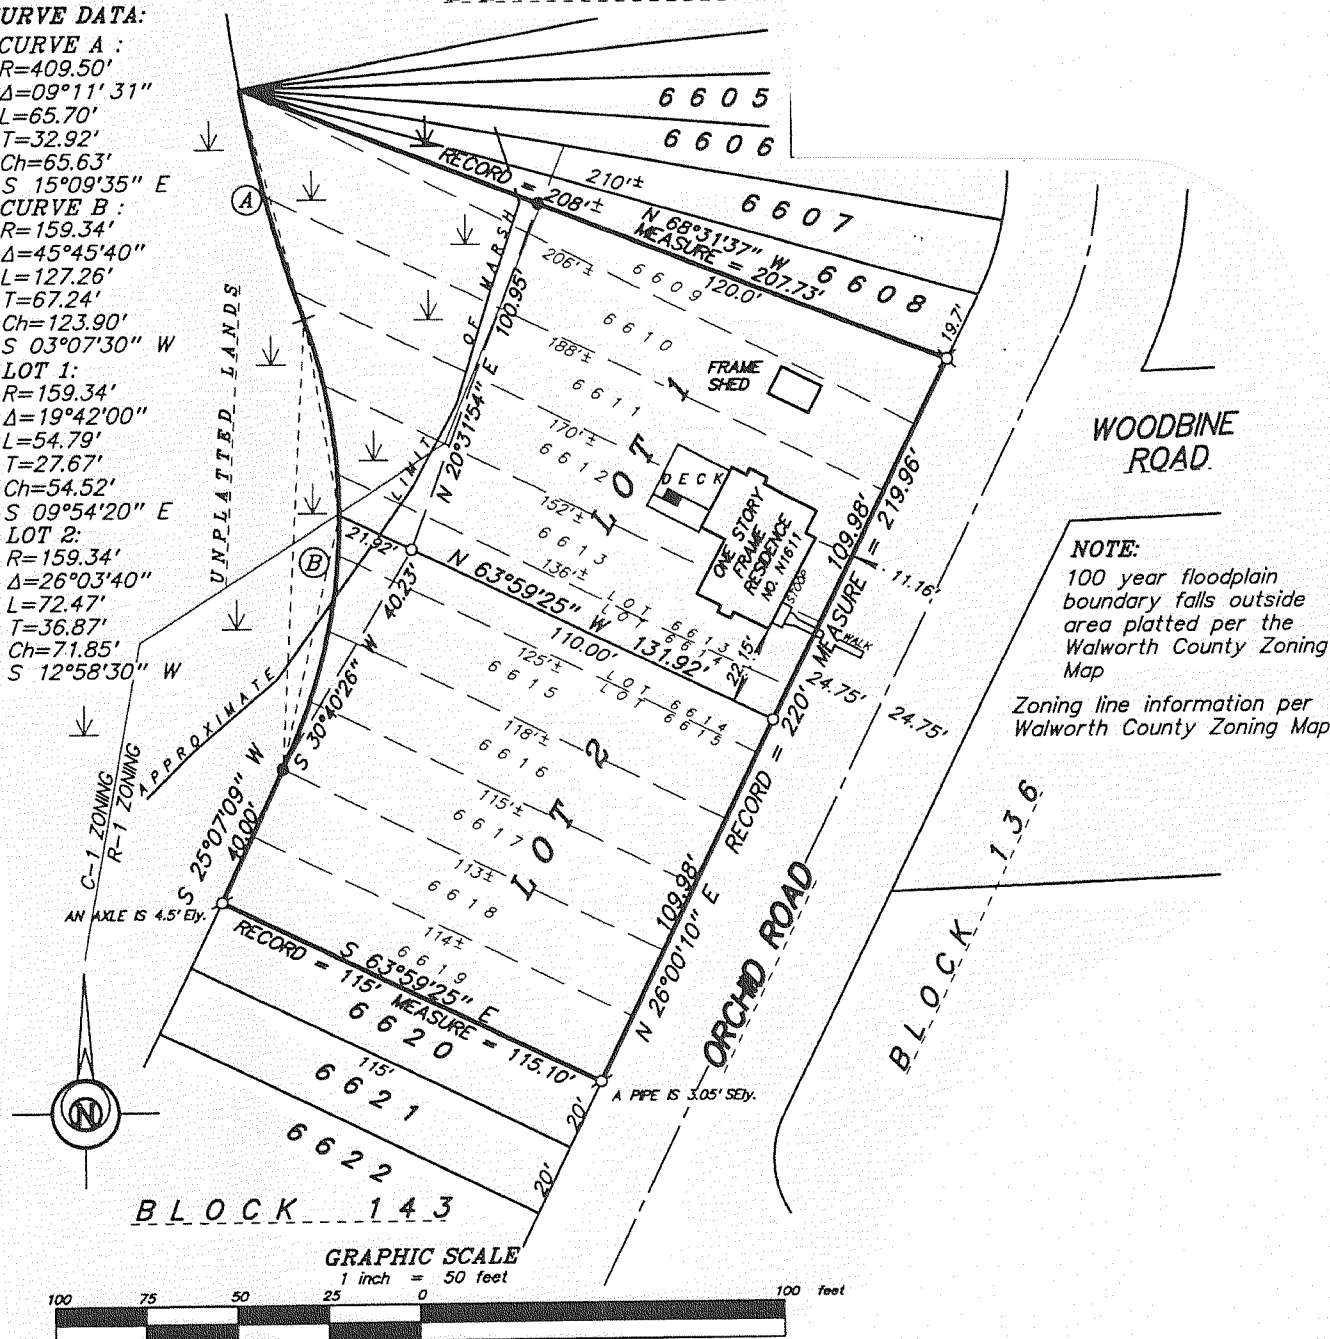 URVE DATA:
CURVE A :
R=409.50'
Δ=09°11'31"
L=65.70'
T=32.92'
Ch=65.63'
S 15°09'35" E
CURVE B :
R=159.34'
Δ=45°45'40"
L=127.26'
T=67.24'
Ch=123.90'
S 03°07'30" W
LOT 1:
R=159.34'
Δ=19°42'00"
L=54.79'
T=27.67'
Ch=54.52'
S 09°54'20" E
LOT 2:
R=159.34'
Δ=26°03'40"
L=72.47'
T=36.87'
Ch=71.85'
S 12°58'30" W
6605
6606
6607
6608
210'±
RECORD = 208'±
N 68°31'37" W
MEASURE = 207.73'
120.0'
19.7'
A
B
UNPLATTED LANDS
LIMIT OF MARSH
APPROXIMATE
N 20°31'54" E 100.95'
206'±
6609
6610
188'±
6611
170'±
6612
152'±
6613
136'±
LOT 1
FRAME
SHED
DECK
ONE STORY
FRAME
RESIDENCE
NO. N1611
STOOP
WALK
LOT 6613
LOT 6614
21.92'
N 63°59'25" W 131.92'
110.00'
22.15'
109.98'
MEASURE = 219.96'
RECORD = 220'
11.16'
24.75'
24.75'
WOODBINE
ROAD
NOTE:
100 year floodplain
boundary falls outside
area platted per the
Walworth County Zoning
Map
Zoning line information per
Walworth County Zoning Map
S 30°40'26" W 40.23'
125'±
6615
LOT 6614
LOT 6615
118'±
6616
115'±
6617
113'±
6618
114'±
6619
LOT 2
109.98'
N 26°00'10" E
ORCHID ROAD
BLOCK 136
C-1 ZONING
R-1 ZONING
S 25°07'09" W
40.00'
AN AXLE IS 4.5' Ely.
S 63°59'25" E
RECORD = 115' MEASURE = 115.10'
A PIPE IS 3.05' SEly.
6620
115'
6621
6622
20'
20'
N
BLOCK 143
GRAPHIC SCALE
1 inch = 50 feet
100 75 50 25 0 100 feet